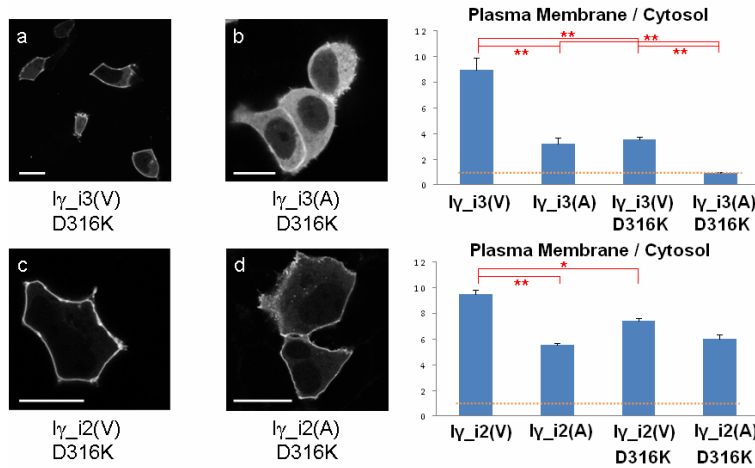 a
b
Iγ_i3(V)
D316K
Iγ_i3(A)
D316K
Plasma Membrane / Cytosol
12
10
8
6
4
2
0
**
**
**
**
Iγ_i3(V)
Iγ_i3(A)
Iγ_i3(V)
D316K
Iγ_i3(A)
D316K
c
d
Iγ_i2(V)
D316K
Iγ_i2(A)
D316K
Plasma Membrane / Cytosol
12
10
8
6
4
2
0
*
**
Iγ_i2(V)
Iγ_i2(A)
Iγ_i2(V)
D316K
Iγ_i2(A)
D316K